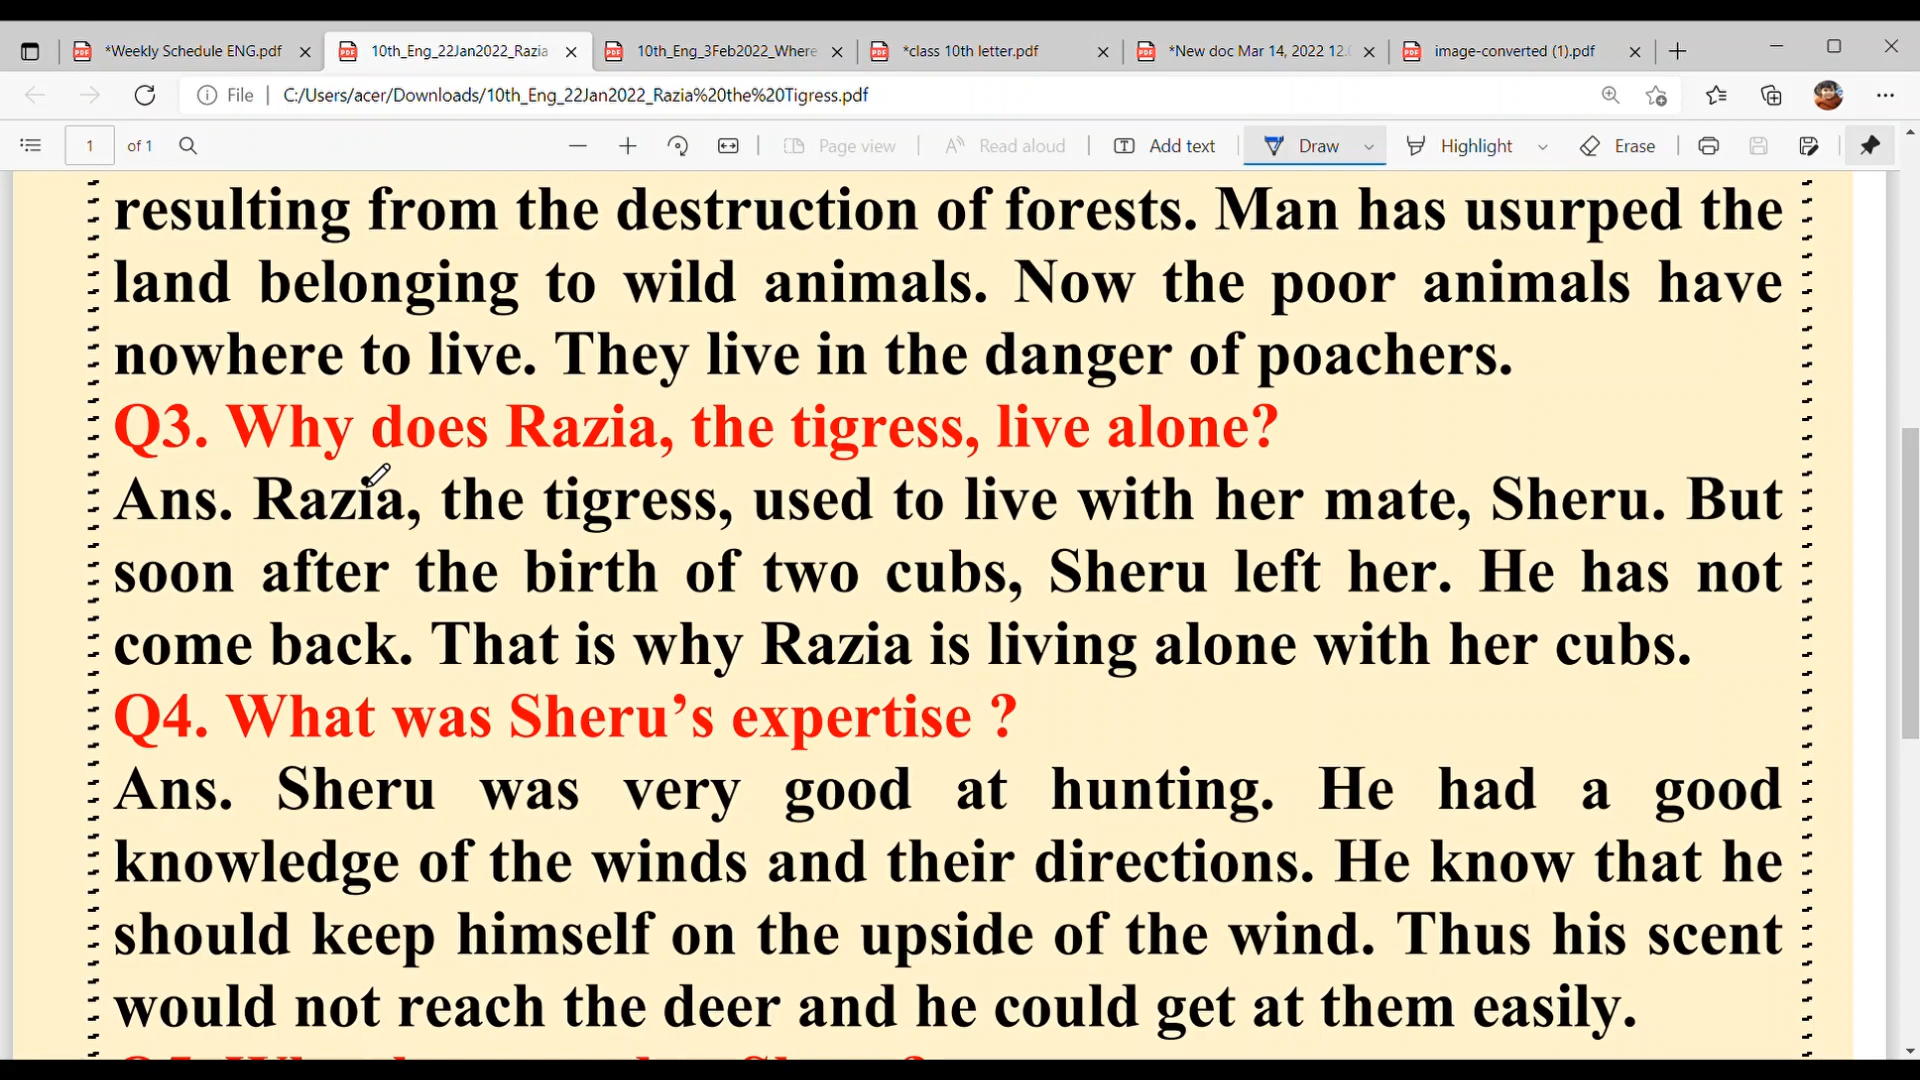 *Weekly Schedule ENG.pdf
10th_Eng_22Jan2022_Razia
10th_Eng_3Feb2022_Where
*class 10th letter.pdf
*New doc Mar 14, 2022 12.
image-converted (1).pdf
File
C:/Users/acer/Downloads/10th_Eng_22Jan2022_Razia%20the%20Tigress.pdf
1 of 1
Page view
Read aloud
Add text
Draw
Highlight
Erase
resulting from the destruction of forests. Man has usurped the
land belonging to wild animals. Now the poor animals have
nowhere to live. They live in the danger of poachers.
Q3. Why does Razia, the tigress, live alone?
Ans. Razia, the tigress, used to live with her mate, Sheru. But
soon after the birth of two cubs, Sheru left her. He has not
come back. That is why Razia is living alone with her cubs.
Q4. What was Sheru's expertise ?
Ans. Sheru was very good at hunting. He had a good
knowledge of the winds and their directions. He know that he
should keep himself on the upside of the wind. Thus his scent
would not reach the deer and he could get at them easily.